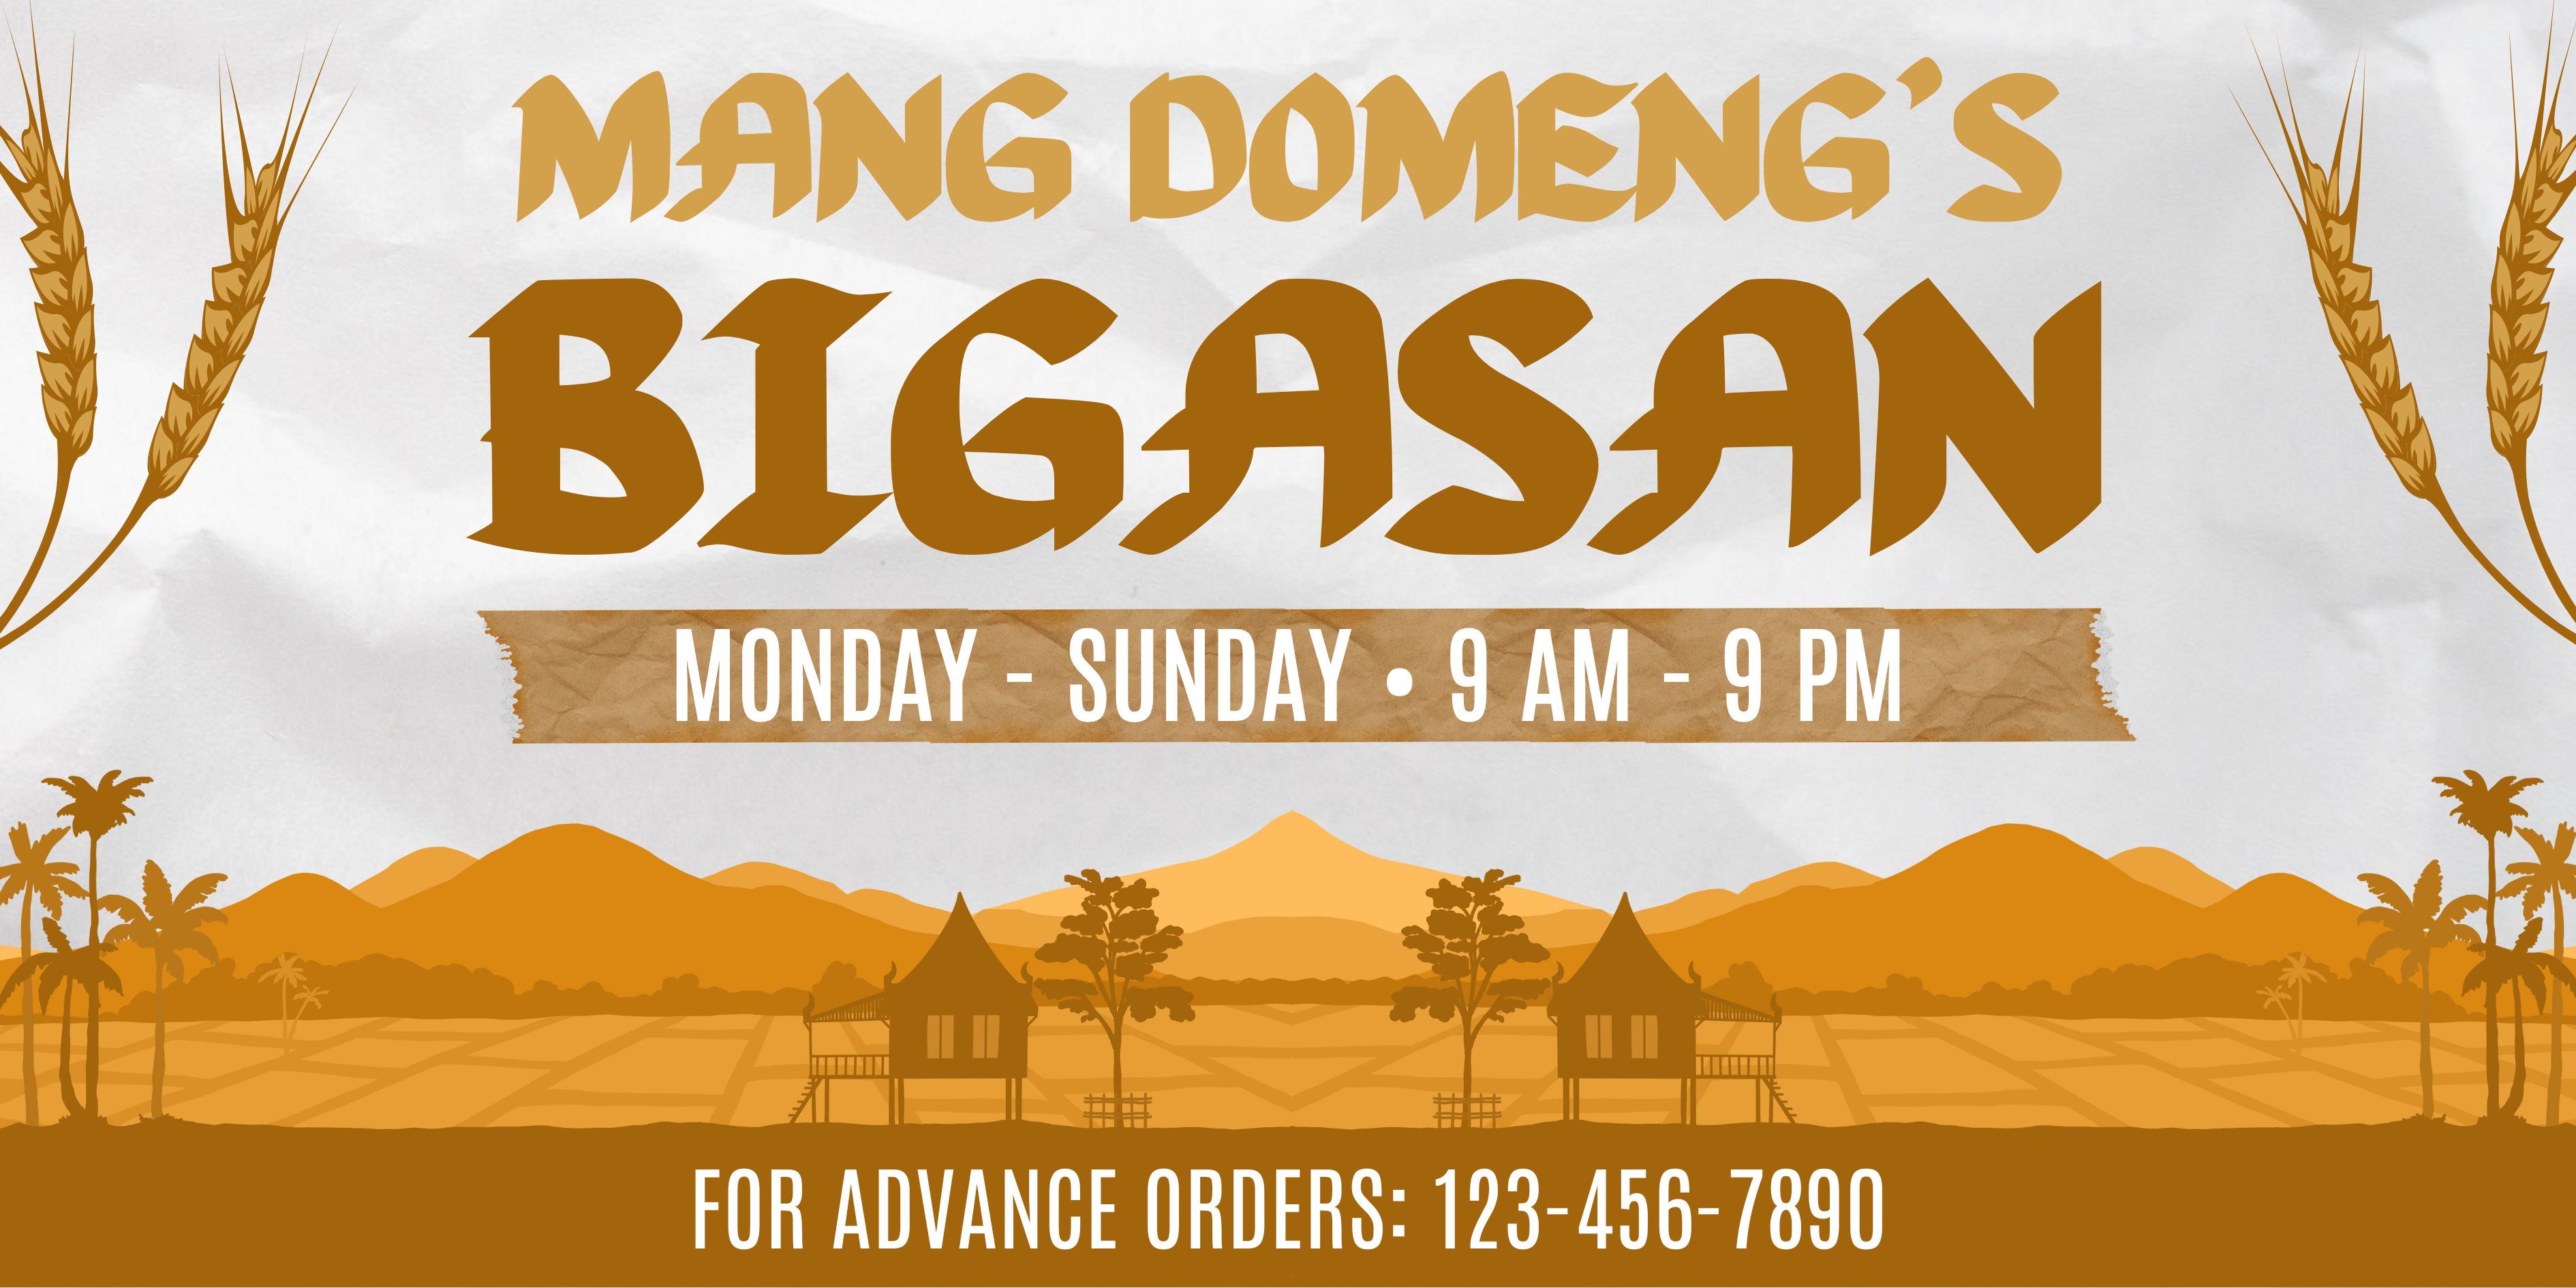 MANG DOMENG'S
BIGASAN
MONDAY - SUNDAY • 9 AM - 9 PM
FOR ADVANCE ORDERS: 123-456-7890